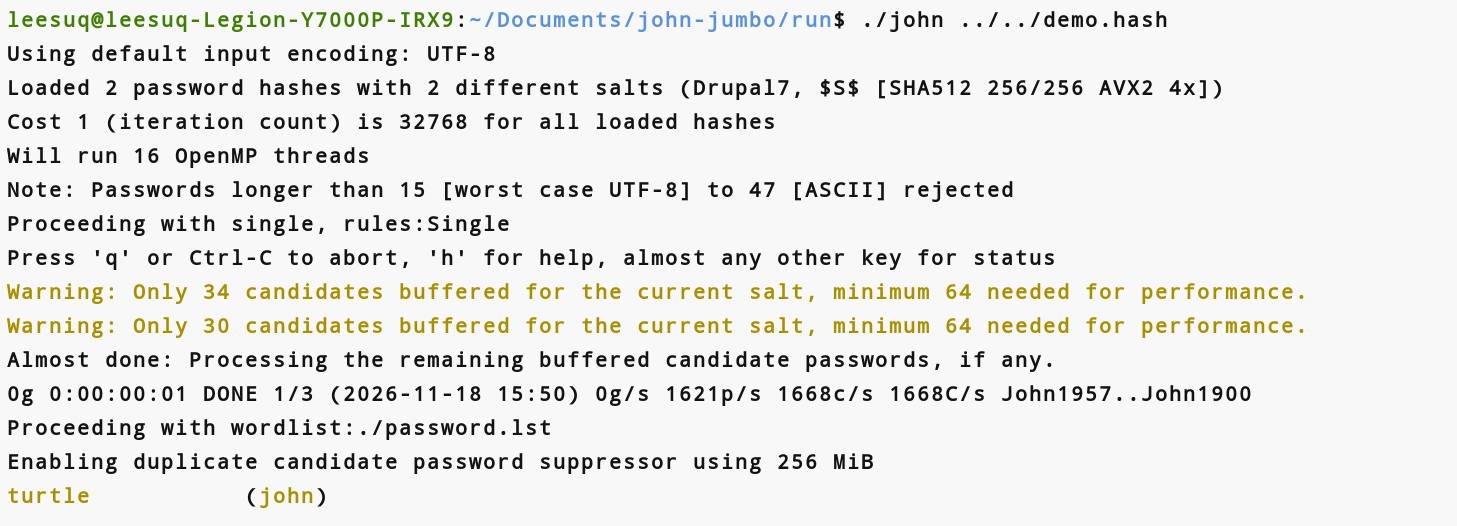 leesuq@leesuq-Legion-Y7000P-IRX9:~/Documents/john-jumbo/run$ ./john ../../demo.hash
Using default input encoding: UTF-8
Loaded 2 password hashes with 2 different salts (Drupal7, $S$ [SHA512 256/256 AVX2 4x])
Cost 1 (iteration count) is 32768 for all loaded hashes
Will run 16 OpenMP threads
Note: Passwords longer than 15 [worst case UTF-8] to 47 [ASCII] rejected
Proceeding with single, rules:Single
Press 'q' or Ctrl-C to abort, 'h' for help, almost any other key for status
Warning: Only 34 candidates buffered for the current salt, minimum 64 needed for performance.
Warning: Only 30 candidates buffered for the current salt, minimum 64 needed for performance.
Almost done: Processing the remaining buffered candidate passwords, if any.
0g 0:00:00:01 DONE 1/3 (2026-11-18 15:50) 0g/s 1621p/s 1668c/s 1668C/s John1957..John1900
Proceeding with wordlist:./password.lst
Enabling duplicate candidate password suppressor using 256 MiB
turtle           (john)